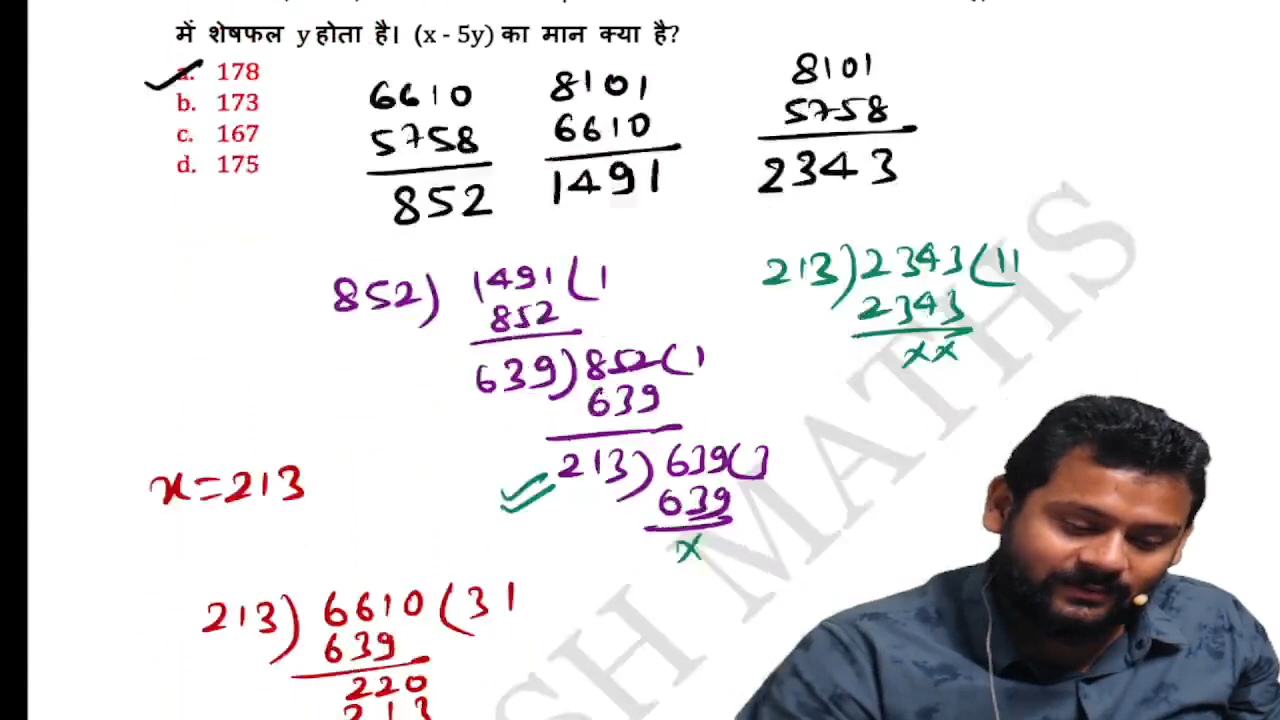 में शेषफल y होता है। (x - 5y) का मान क्या है?
a. 178
b. 173
c. 167
d. 175
6610
5758
852
8101
6610
1491
8101
5758
2343
852) 1491 (1
852
639) 852 (1
639
213) 639 (3
639
x
213) 2343 (11
2343
xx
x=213
213) 6610 (31
639
220
213
SH MATHS